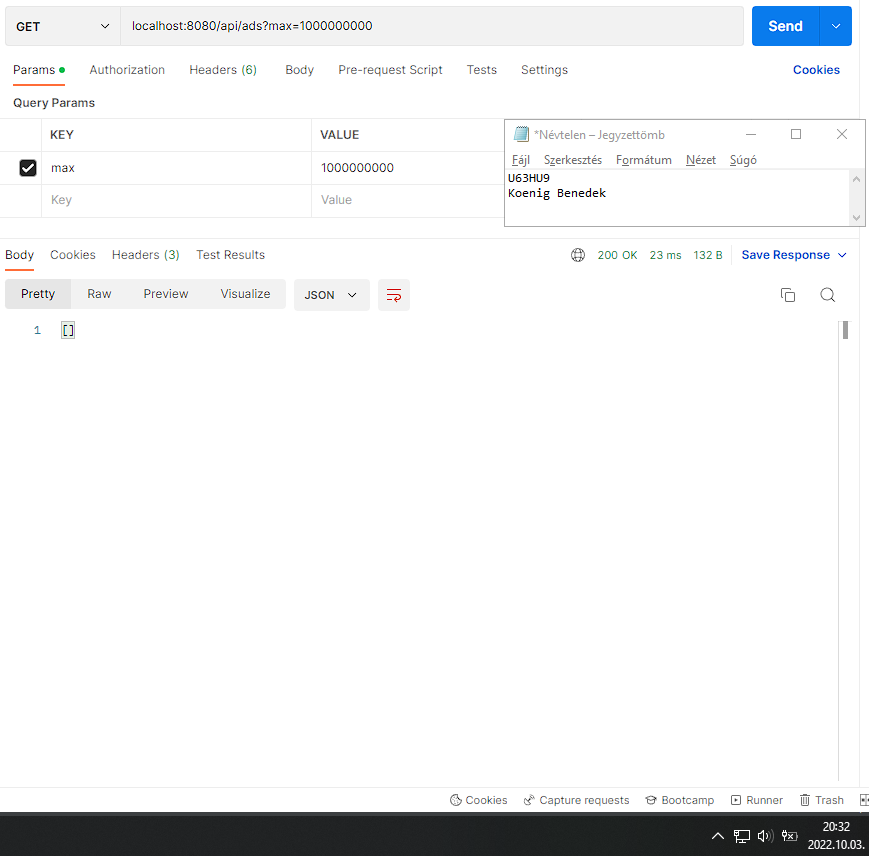 GET
localhost:8080/api/ads?max=1000000000
Send
Params
Authorization
Headers (6)
Body
Pre-request Script
Tests
Settings
Cookies
Query Params
KEY
VALUE
max
1000000000
Key
Value
*Névtelen – Jegyzettömb
Fájl Szerkesztés Formátum Nézet Súgó
U63HU9
Koenig Benedek
Body
Cookies
Headers (3)
Test Results
200 OK
23 ms
132 B
Save Response
Pretty
Raw
Preview
Visualize
JSON
1
[]
Cookies
Capture requests
Bootcamp
Runner
Trash
20:32
2022.10.03.